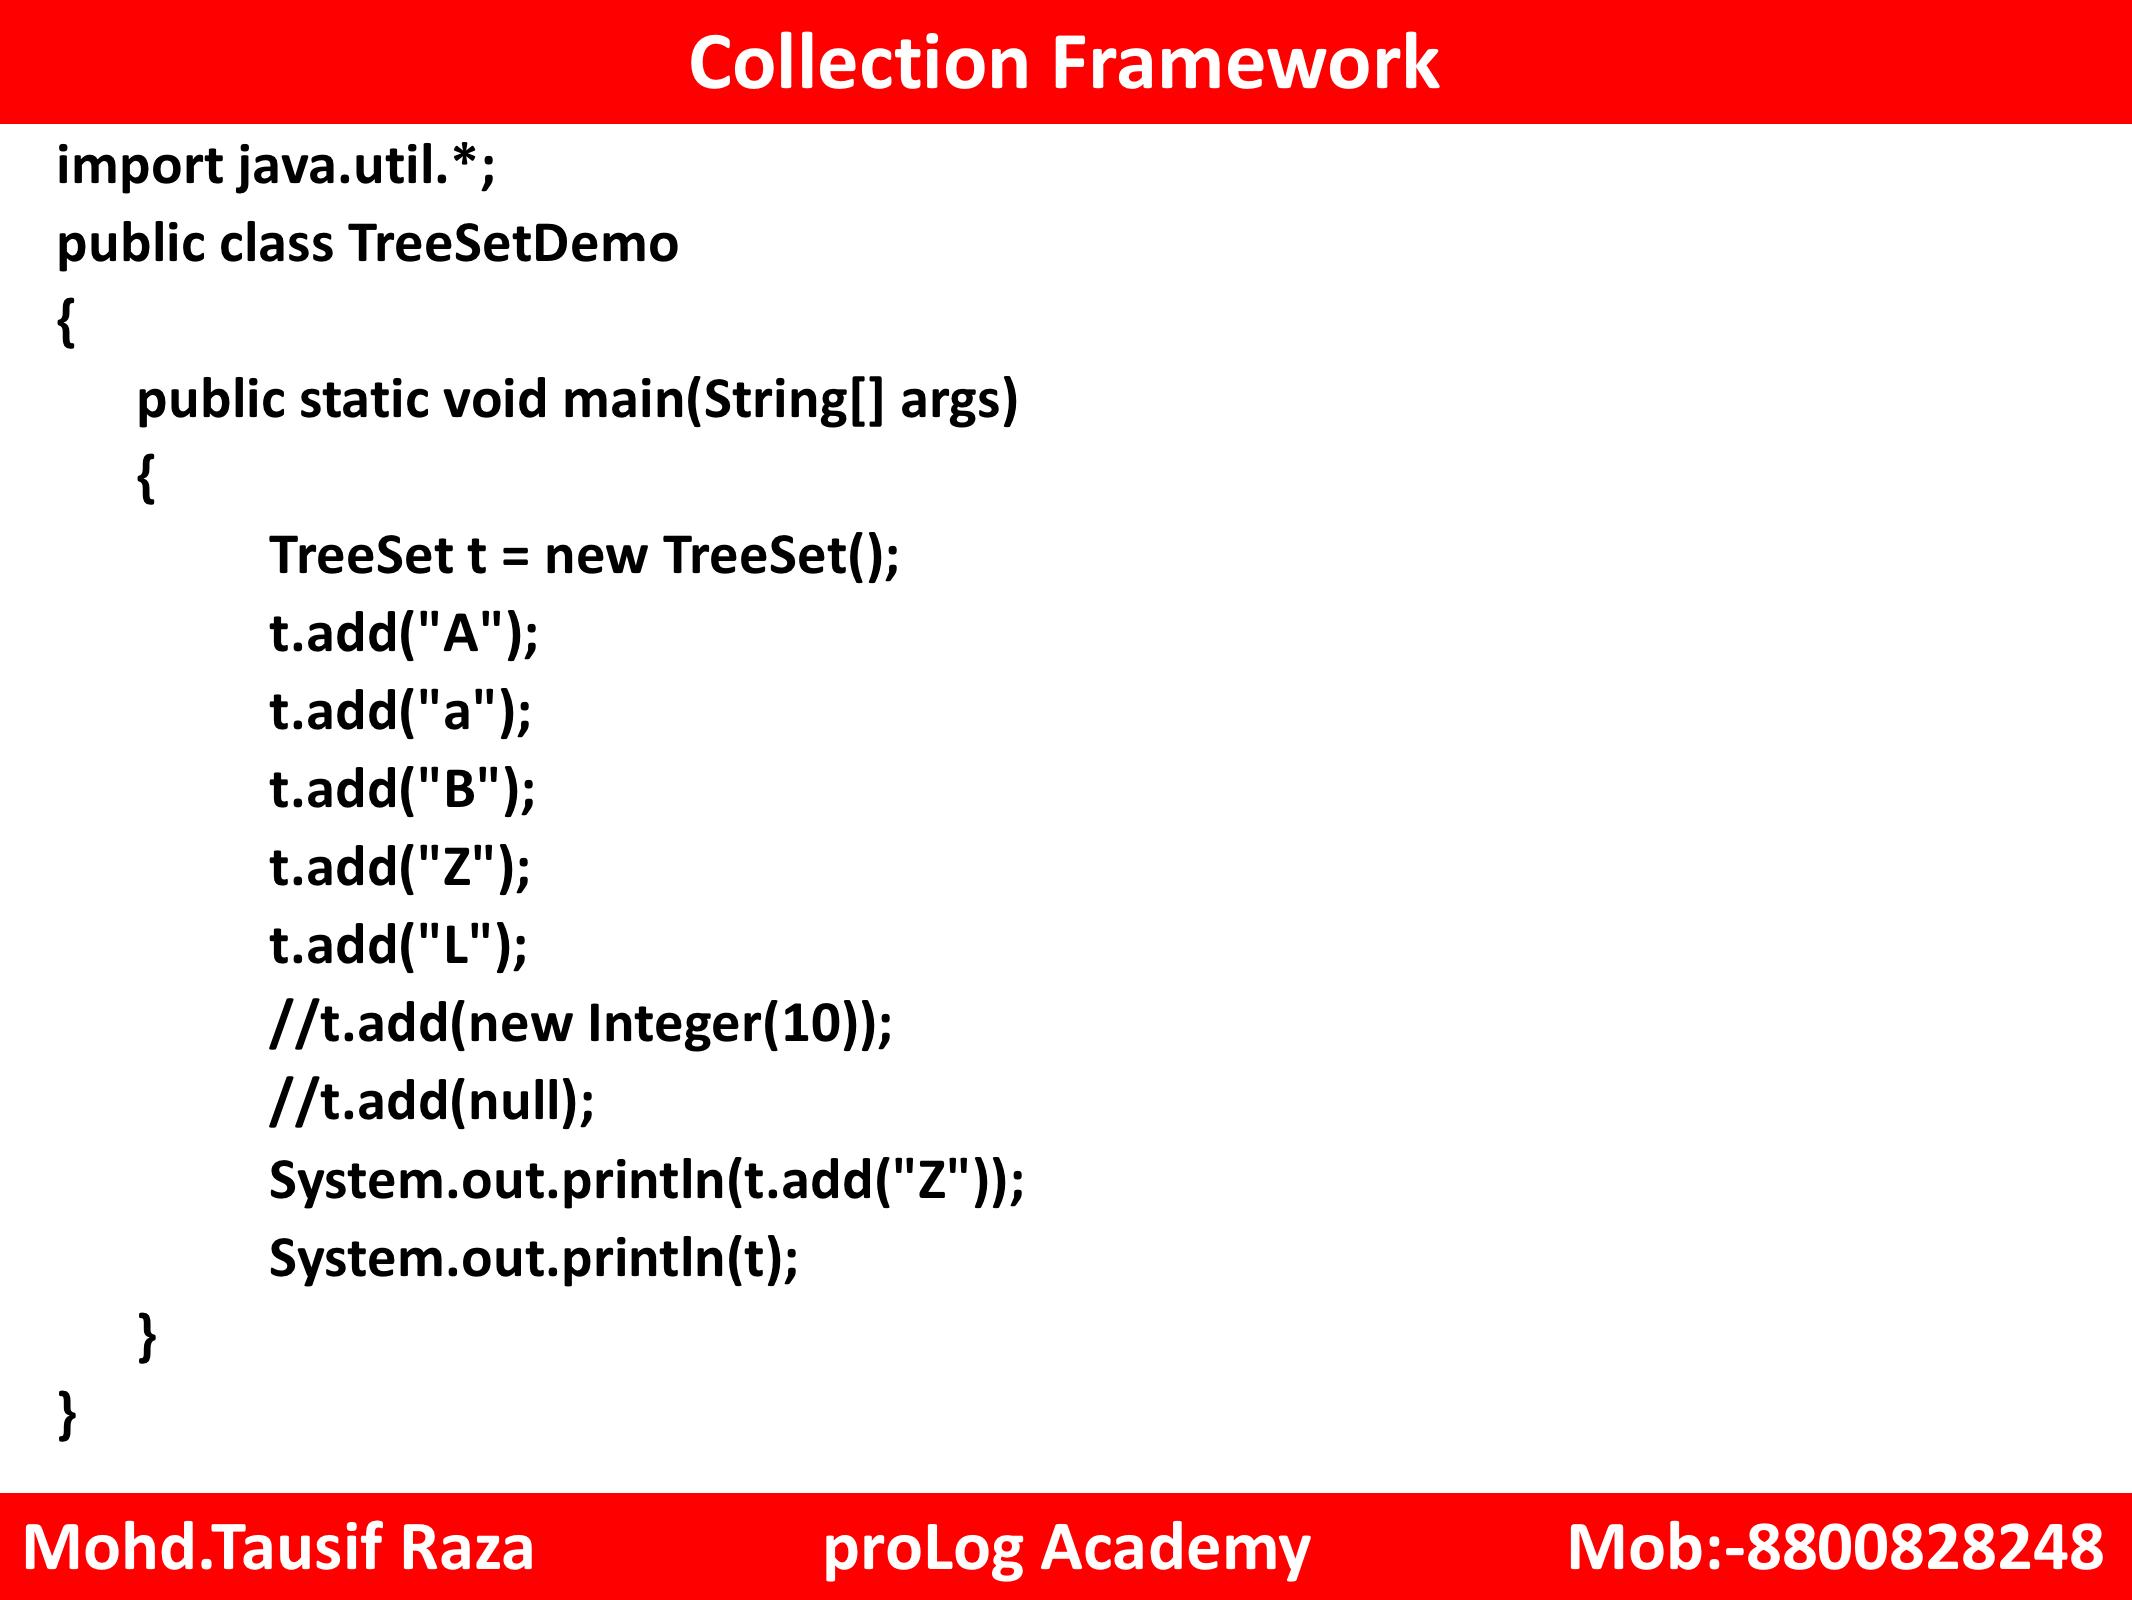 Collection Framework
import java.util.*;
public class TreeSetDemo
{
public static void main(String[] args)
{
TreeSet t = new TreeSet();
t.add("A");
t.add("a");
t.add("B");
t.add("Z");
t.add("L");
//t.add(new Integer(10));
//t.add(null);
System.out.println(t.add("Z"));
System.out.println(t);
}
}
Mohd.Tausif Raza proLog Academy Mob:-8800828248